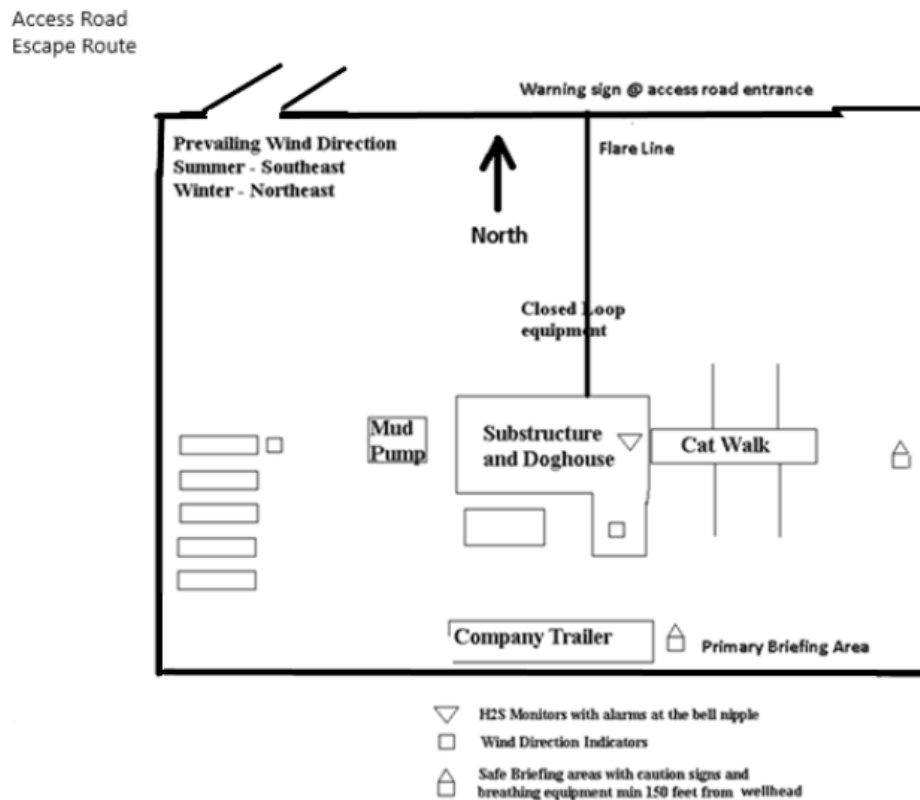 Access Road
Escape Route
Warning sign @ access road entrance
Prevailing Wind Direction
Summer - Southeast
Winter - Northeast
Flare Line
North
Closed Loop
equipment
Mud
Pump
Substructure
and Doghouse
Cat Walk
Company Trailer
Primary Briefing Area
H2S Monitors with alarms at the bell nipple
Wind Direction Indicators
Safe Briefing areas with caution signs and
breathing equipment min 150 feet from wellhead